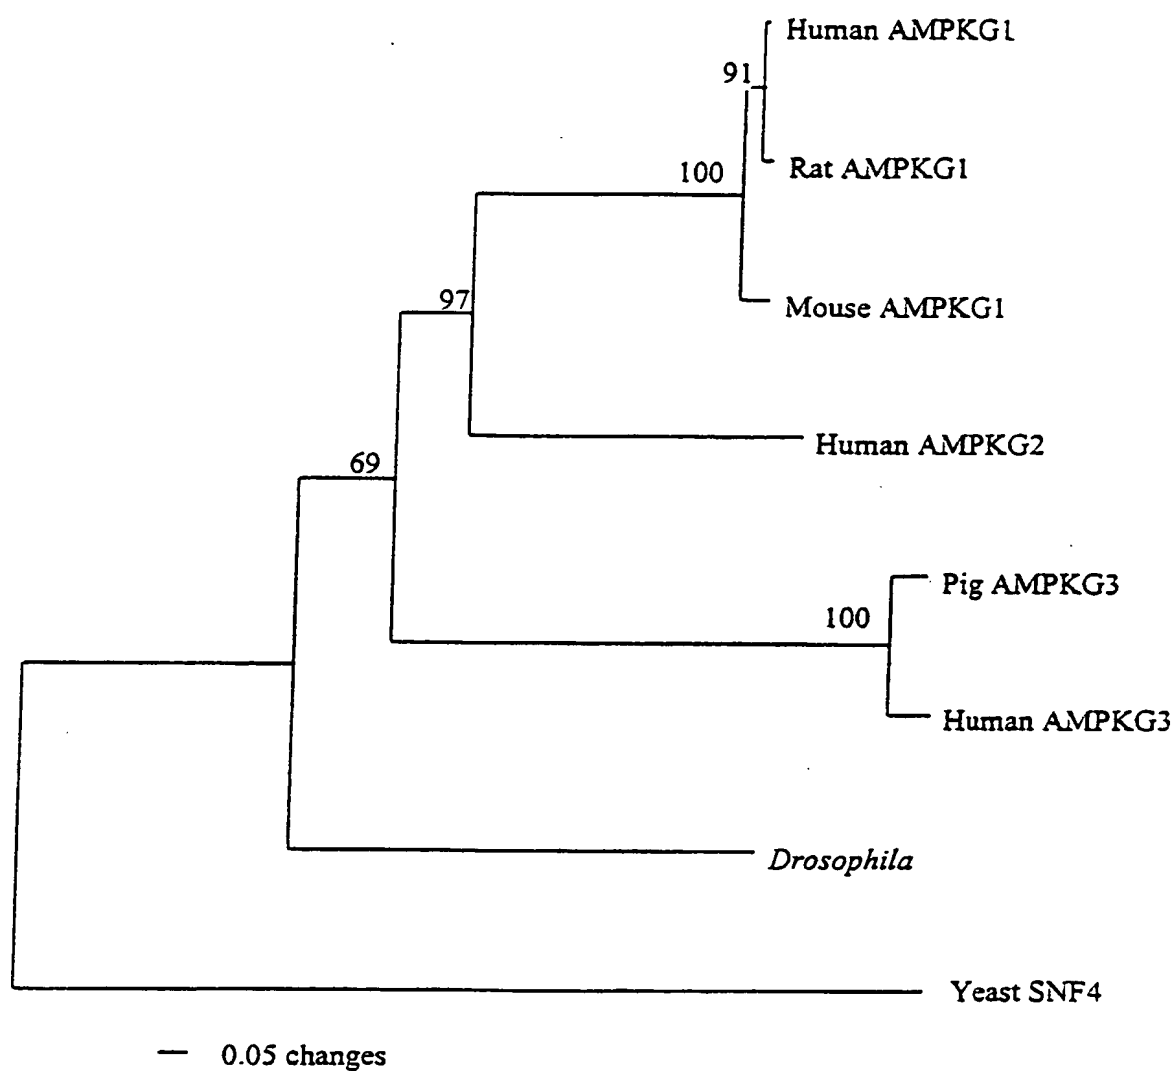 Human AMPKG1
91
Rat AMPKG1
100
Mouse AMPKG1
97
Human AMPKG2
69
Pig AMPKG3
100
Human AMPKG3
Drosophila
Yeast SNF4
0.05 changes